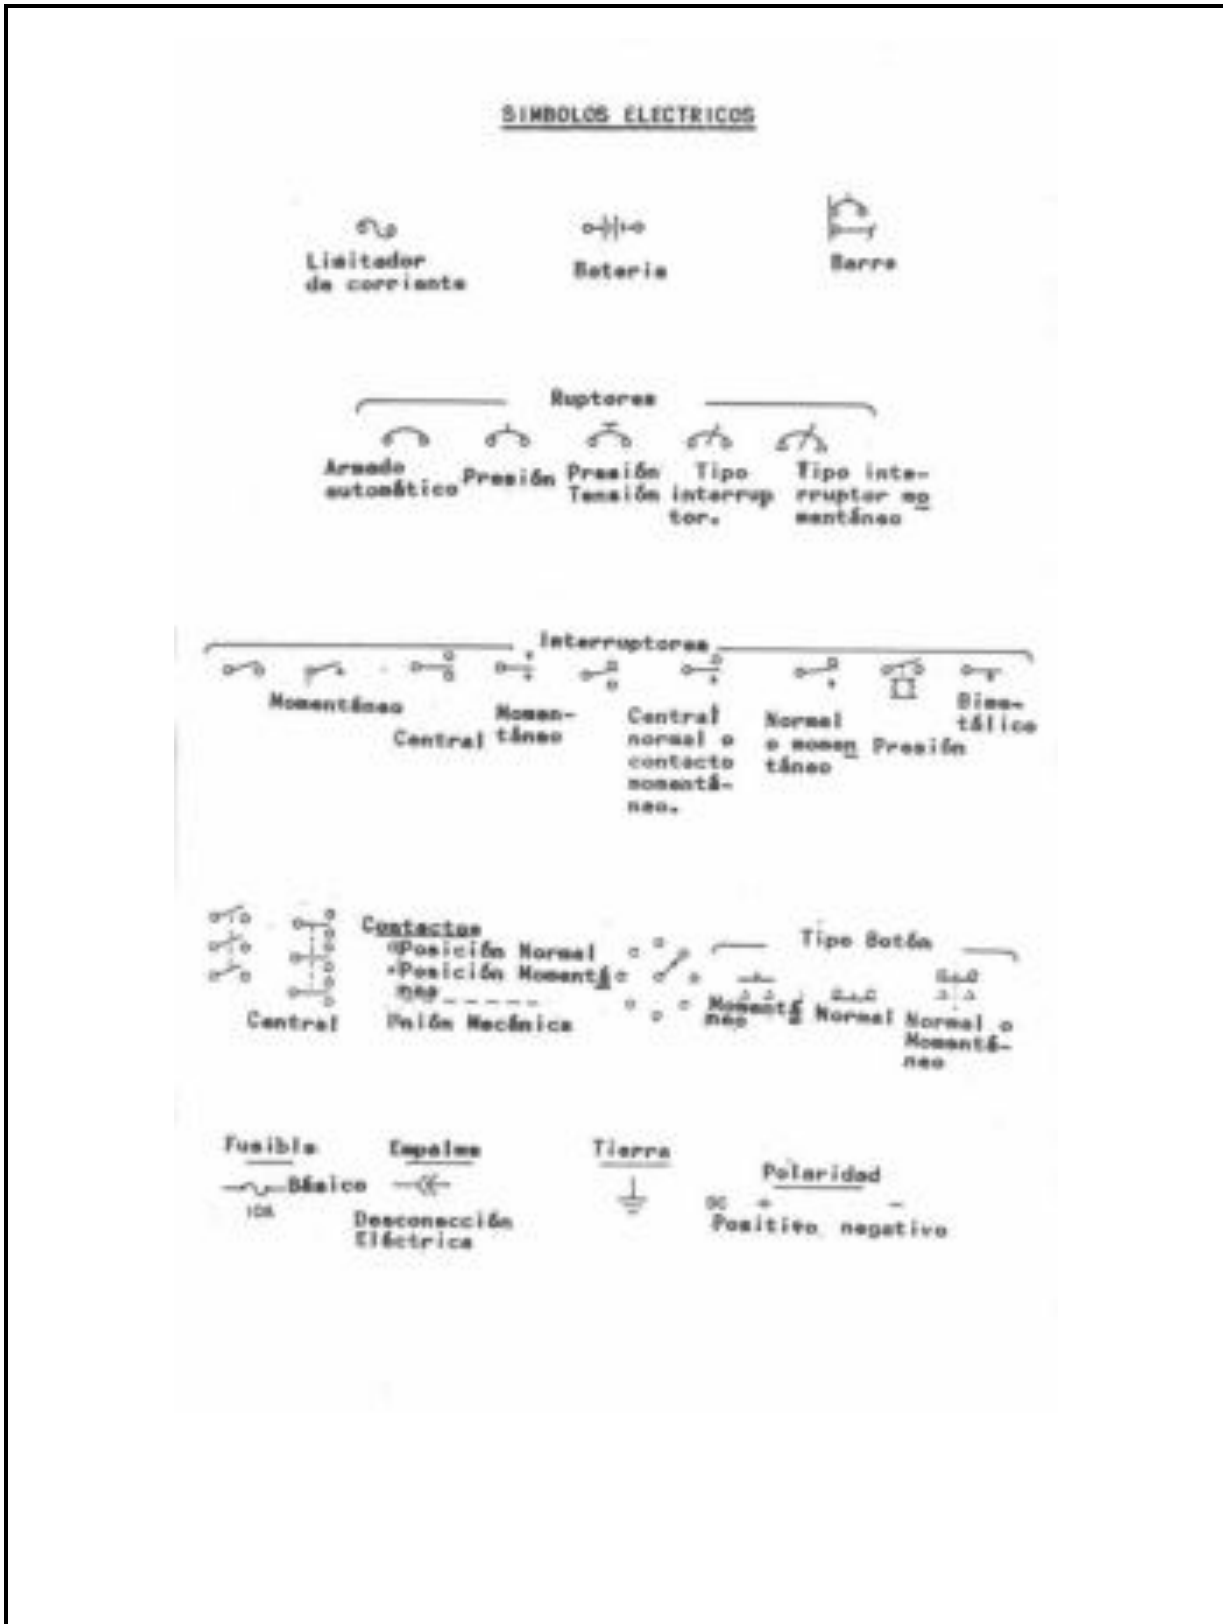 SIMBOLOS ELECTRICOS
Limitador
de corriente
Bateria
Barra
Ruptores
Armado
automático
Presión
Presión
Tensión
Tipo
interrup
tor.
Tipo inte-
rruptor mo
mentáneo
Interruptores
Momentáneo
Central
Momen-
táneo
Central
normal o
contacto
momentá-
neo.
Normal
o momen
táneo
Presión
Bime-
tálico
Central
Contactos
Posición Normal
Posición Momentá
nea
Unión Mecánica
Tipo Botón
Momentá
neo
Normal
Normal o
Momentá-
neo
Fusible
Básico
10A
Empalme
Desconección
Eléctrica
Tierra
Polaridad
DC + -
Positivo negativo